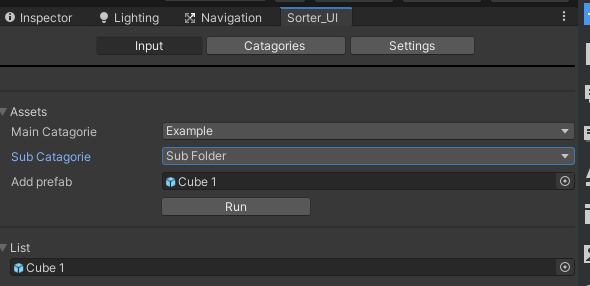 Inspector Lighting Navigation Sorter_UI
Input Catagories Settings
Assets
Main Catagorie Example
Sub Catagorie Sub Folder
Add prefab Cube 1
Run
List
Cube 1